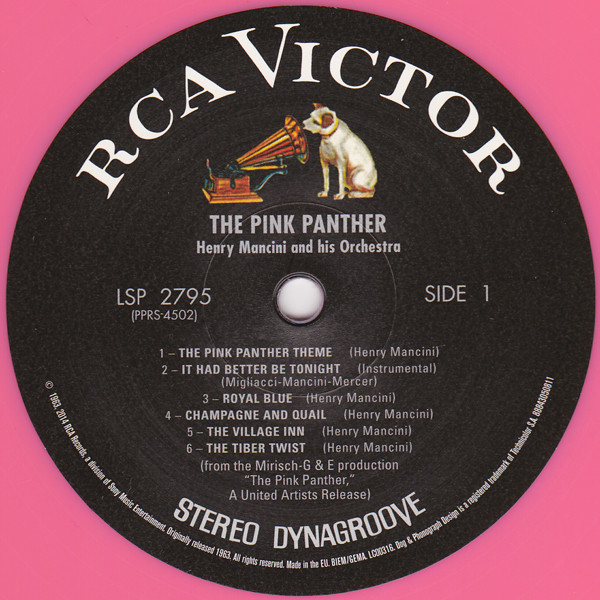 RCA VICTOR
THE PINK PANTHER
Henry Mancini and his Orchestra
LSP 2795
(PPRS-4502)
SIDE 1
1 – THE PINK PANTHER THEME (Henry Mancini)
2 – IT HAD BETTER BE TONIGHT (Instrumental)
(Migliacci-Mancini-Mercer)
3 – ROYAL BLUE (Henry Mancini)
4 – CHAMPAGNE AND QUAIL (Henry Mancini)
5 – THE VILLAGE INN (Henry Mancini)
6 – THE TIBER TWIST (Henry Mancini)
(from the Mirisch-G & E production
"The Pink Panther,"
A United Artists Release)
STEREO DYNAGROOVE
© 1963, 2014 RCA Records, a division of Sony Music Entertainment. Originally released 1963. All rights reserved. Made in the EU. BIEM/GEMA. LC00316. Dog & Phonograph Design is a registered trademark of Technicolor S.A. 88843050811